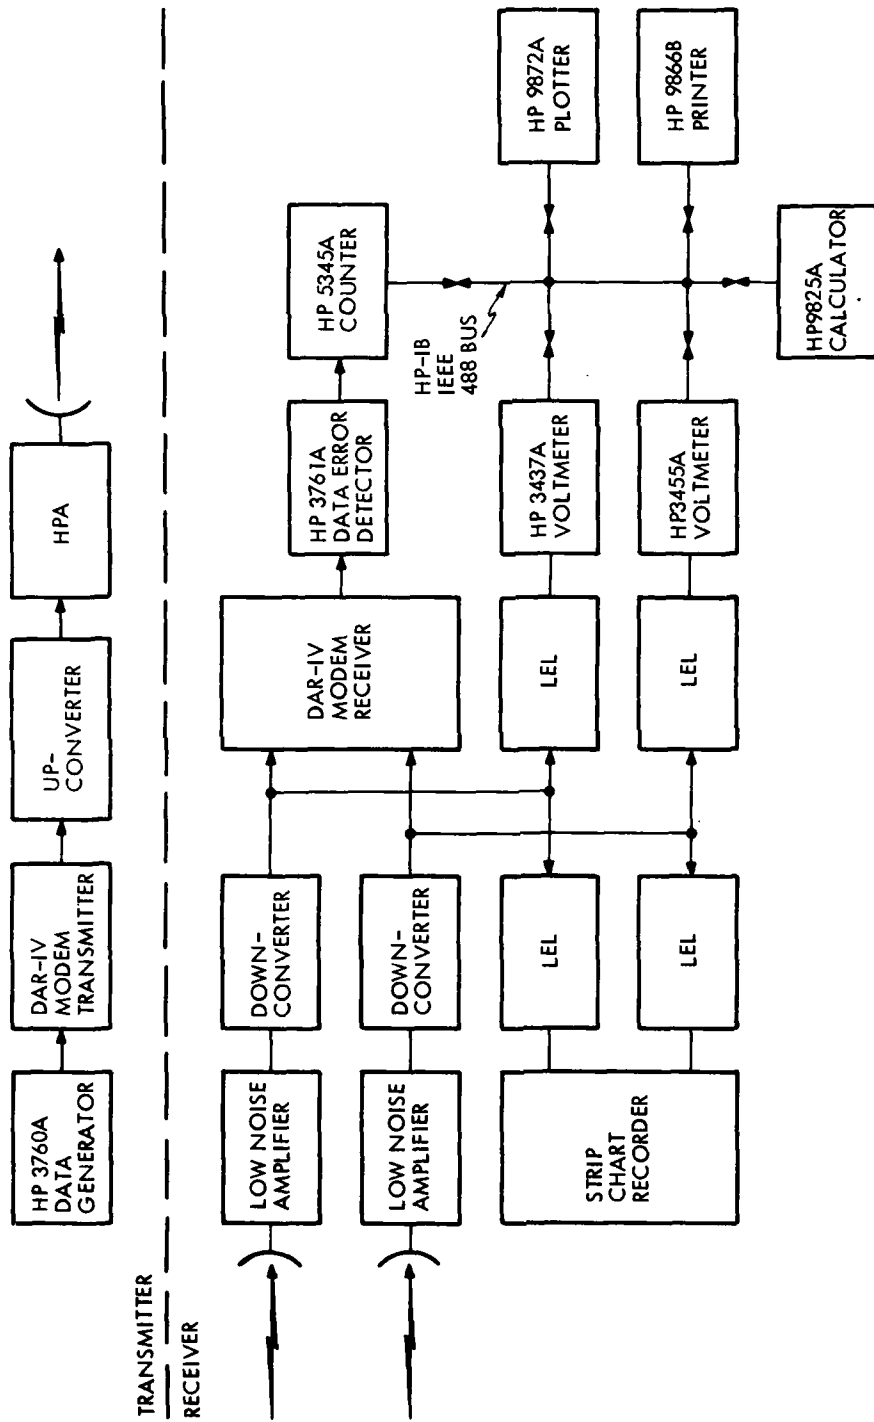 TRANSMITTER
HP 3760A
DATA
GENERATOR
DAR-IV
MODEM
TRANSMITTER
UP-
CONVERTER
HPA
RECEIVER
LOW NOISE
AMPLIFIER
DOWN-
CONVERTER
DAR-IV
MODEM
RECEIVER
HP 3761A
DATA ERROR
DETECTOR
HP 5345A
COUNTER
LOW NOISE
AMPLIFIER
DOWN-
CONVERTER
HP-IB
IEEE
488 BUS
STRIP
CHART
RECORDER
LEL
LEL
HP 3437A
VOLTMETER
HP 9872A
PLOTTER
LEL
LEL
HP3455A
VOLTMETER
HP 9866B
PRINTER
HP9825A
CALCULATOR